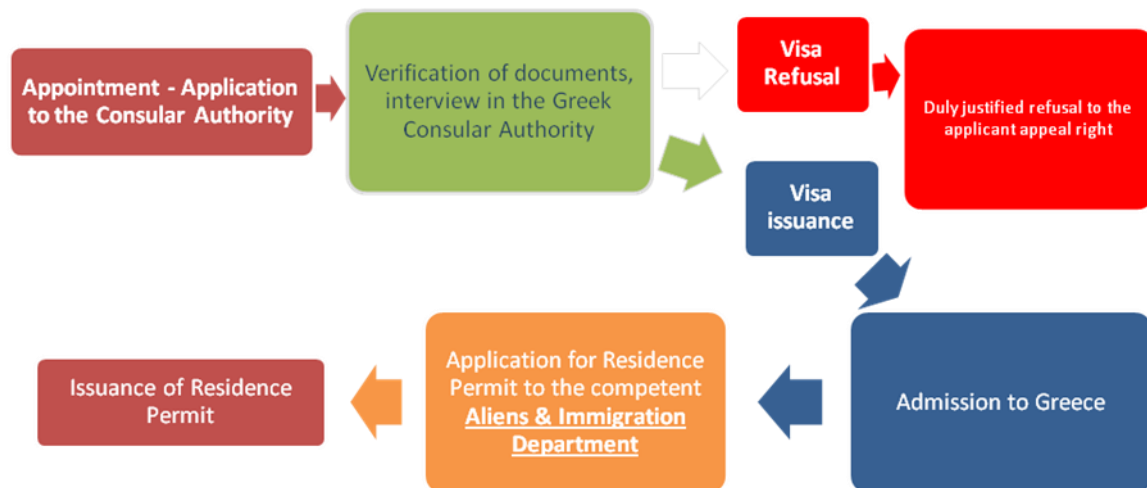 Appointment - Application
to the Consular Authority
Verification of documents,
interview in the Greek
Consular Authority
Visa
Refusal
Duly justified refusal to the
applicant appeal right
Visa
issuance
Admission to Greece
Application for Residence
Permit to the competent
Aliens & Immigration
Department
Issuance of Residence
Permit